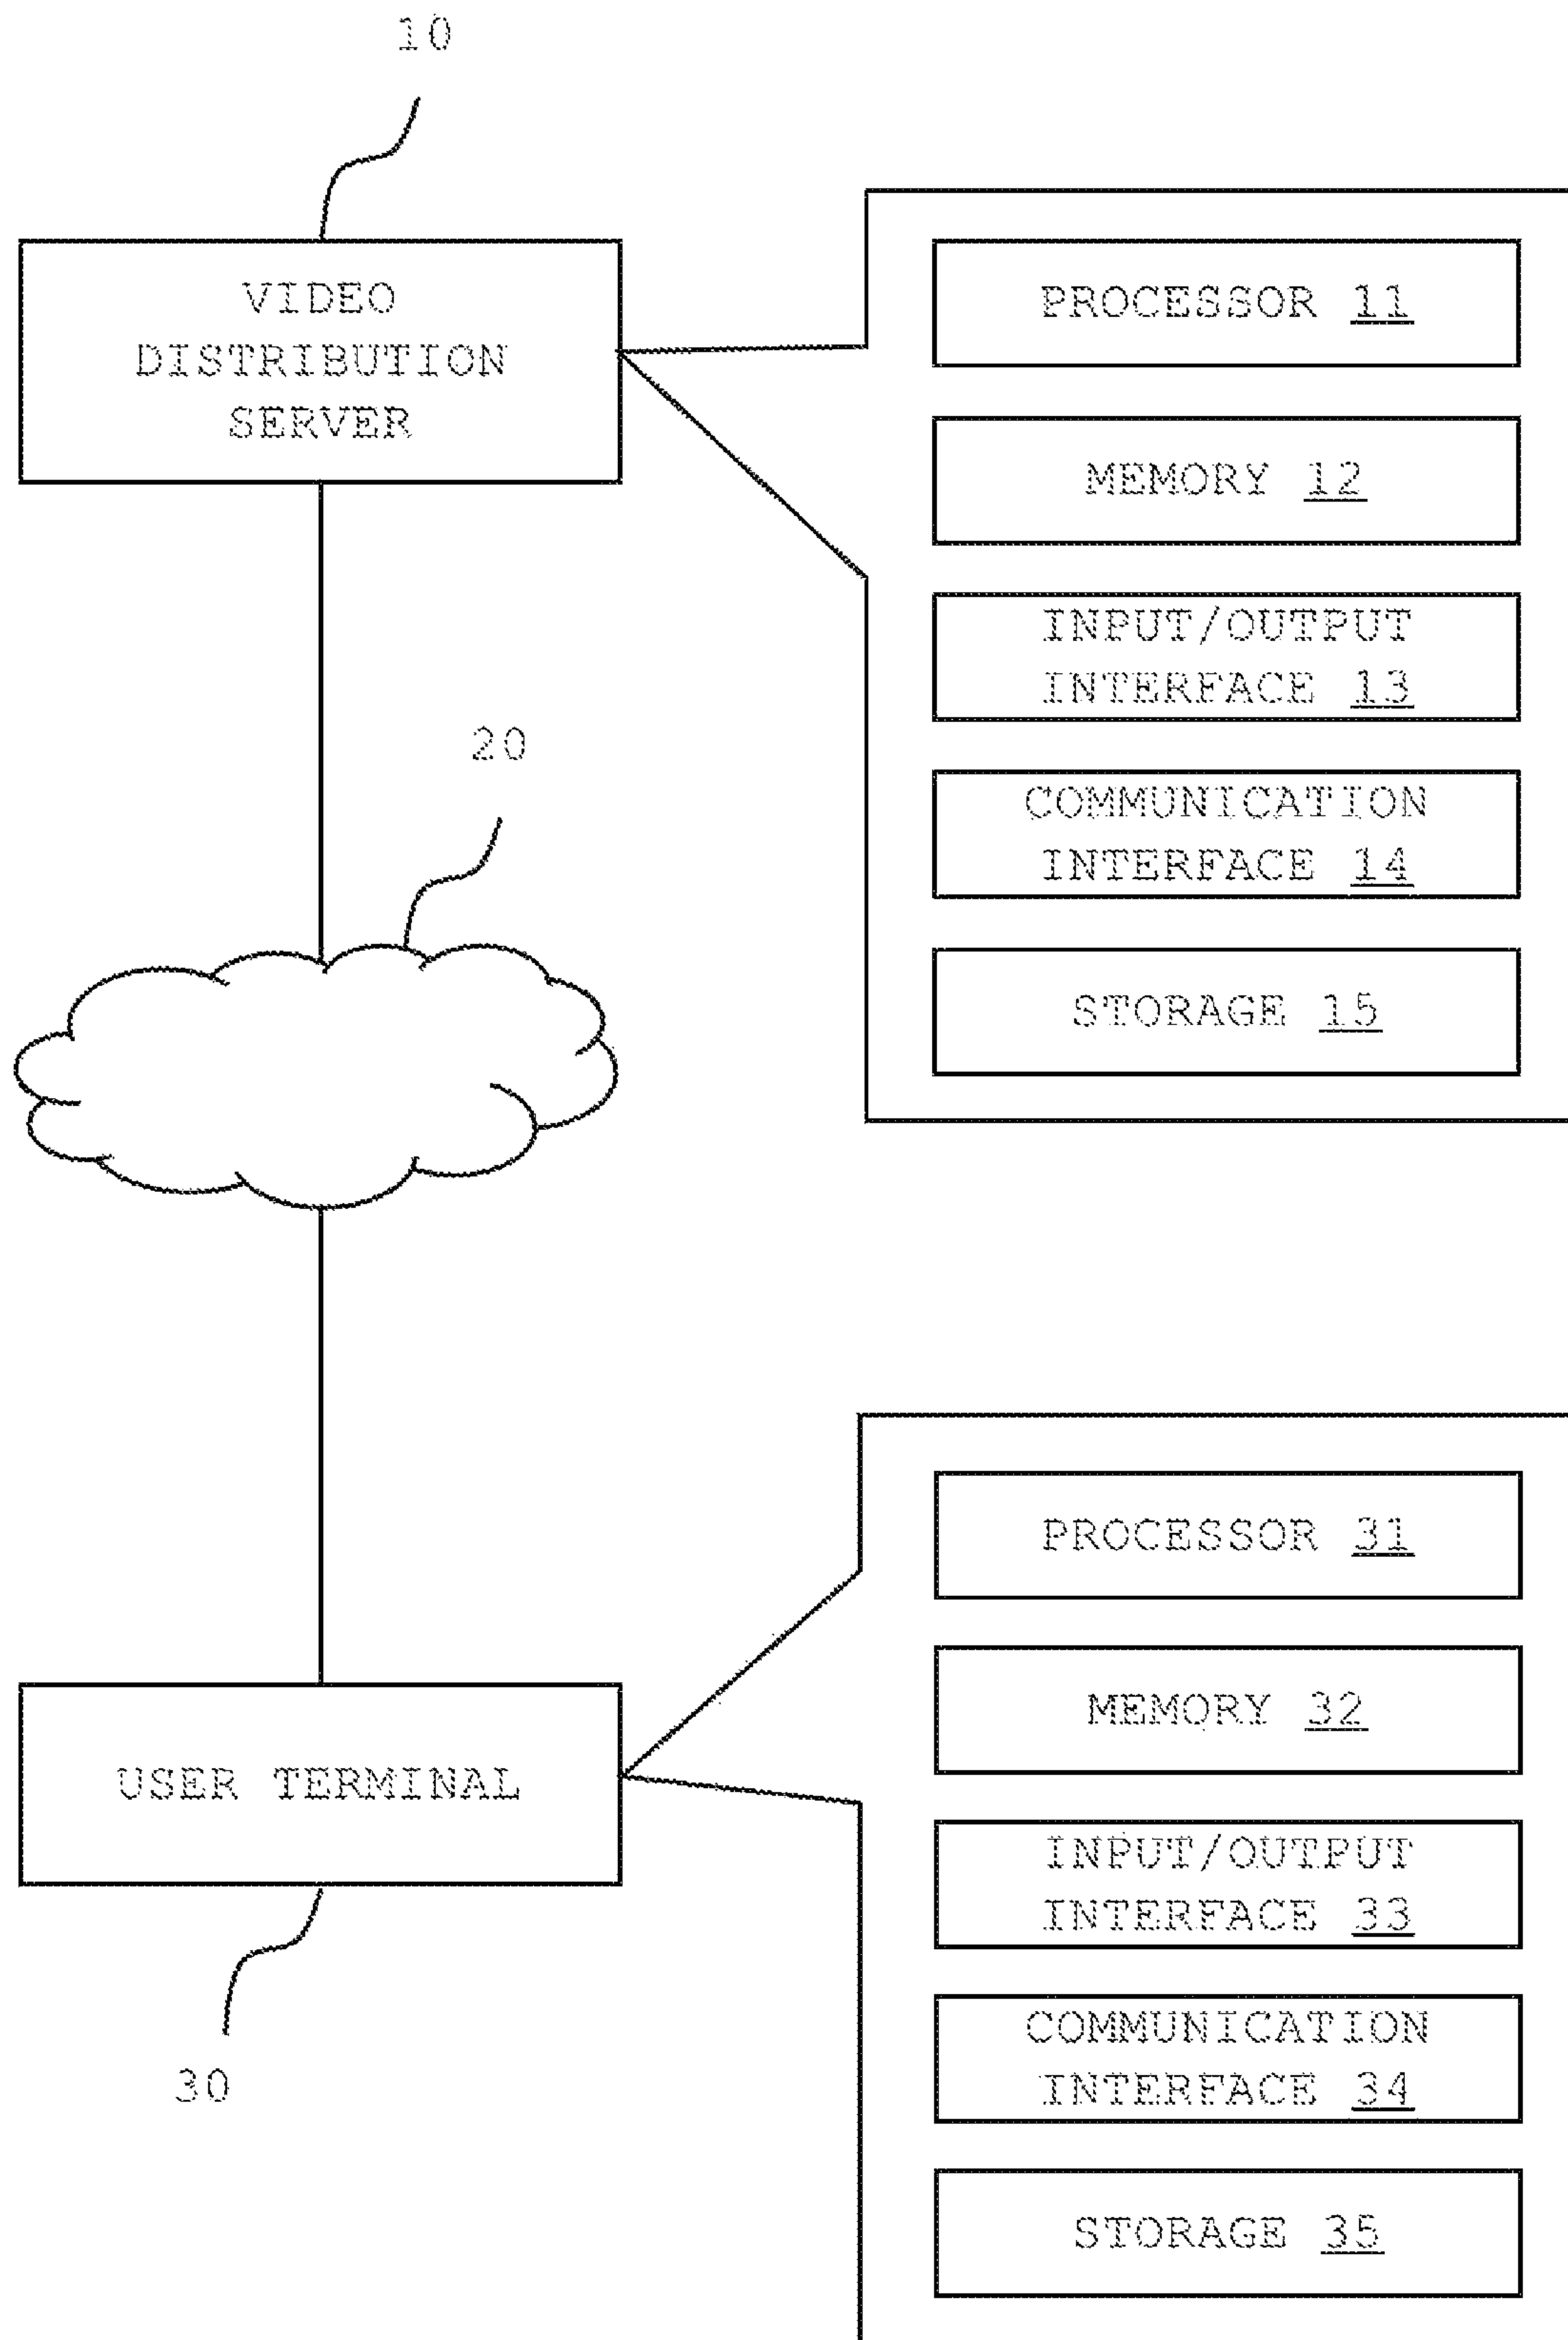 10
VIDEO
DISTRIBUTION
SERVER
PROCESSOR 11
MEMORY 12
INPUT/OUTPUT
INTERFACE 13
COMMUNICATION
INTERFACE 14
STORAGE 15
20
USER TERMINAL
30
PROCESSOR 31
MEMORY 32
INPUT/OUTPUT
INTERFACE 33
COMMUNICATION
INTERFACE 34
STORAGE 35